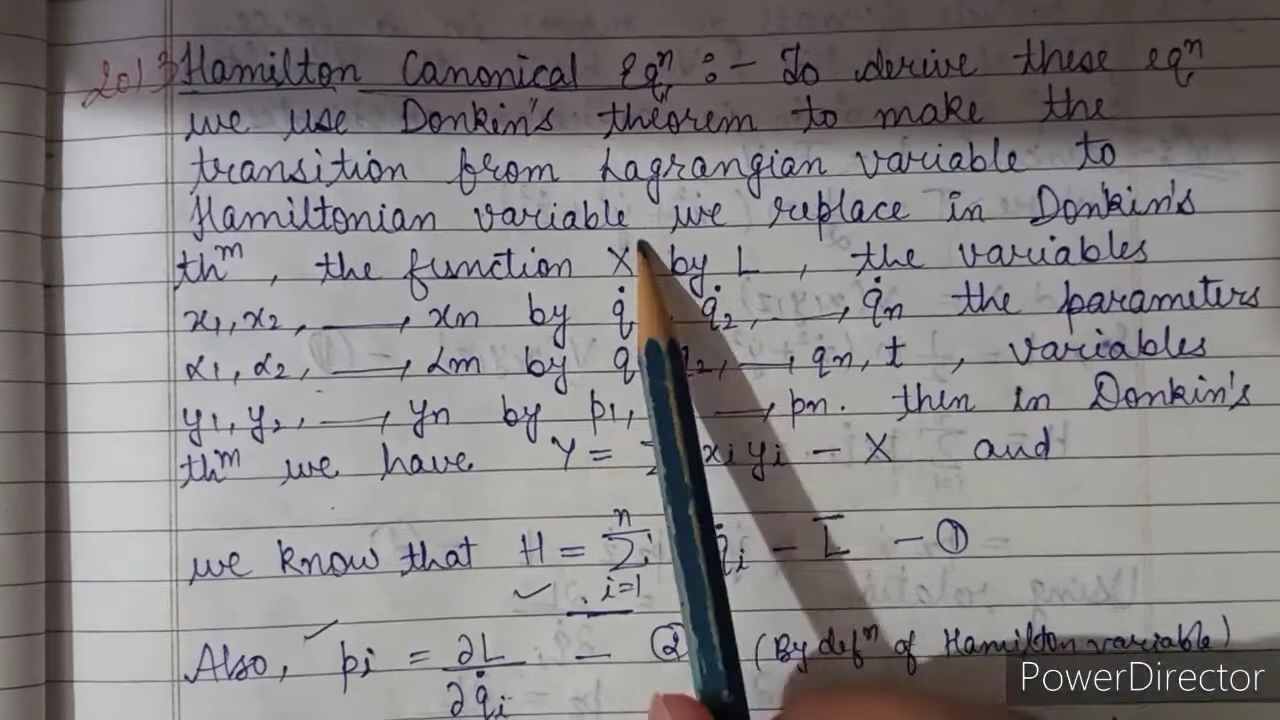 2013 Hamilton Canonical Eqⁿ :- To derive these eqⁿ
we use Donkin's theorem to make the
transition from Lagrangian variable to
Hamiltonian variable we replace in Donkin's
thᵐ, the function X by L, the variables
x₁, x₂, —, xn by q̇ q̇₂, —, q̇n the parameters
α₁, α₂, —, αm by q q₂, —, qn, t, variables
y₁, y₂, —, yn by p₁, —, pn. then in Donkin's
thᵐ we have Y = xᵢyᵢ – X and
we know that H = n∑ i=1 q̇ᵢ – L – ①
Also, pᵢ = ∂L/∂q̇ᵢ – ② (By defⁿ of Hamilton variable)
PowerDirector